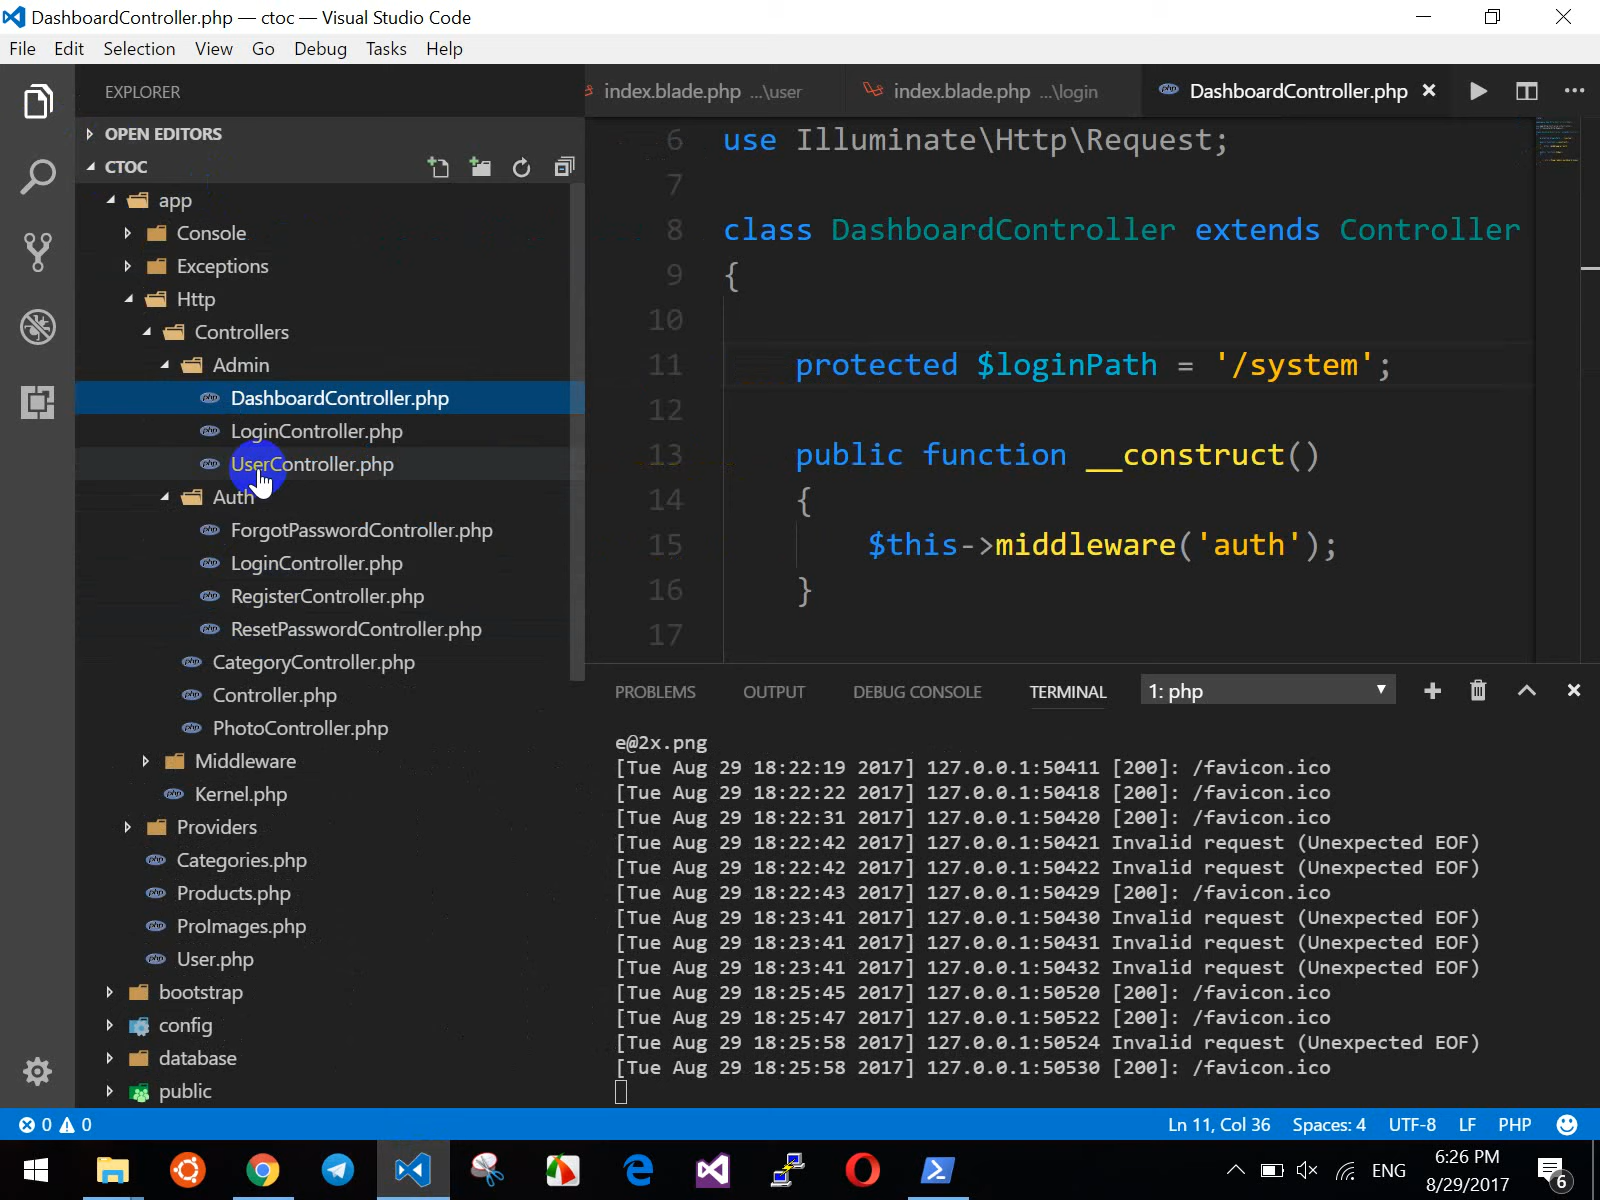 DashboardController.php — ctoc — Visual Studio Code
File Edit Selection View Go Debug Tasks Help
EXPLORER
OPEN EDITORS
CTOC
app
Console
Exceptions
Http
Controllers
Admin
DashboardController.php
LoginController.php
UserController.php
Auth
ForgotPasswordController.php
LoginController.php
RegisterController.php
ResetPasswordController.php
CategoryController.php
Controller.php
PhotoController.php
Middleware
Kernel.php
Providers
Categories.php
Products.php
ProImages.php
User.php
bootstrap
config
database
public
index.blade.php ...\user
index.blade.php ...\login
DashboardController.php
6 use Illuminate\Http\Request;
7
8 class DashboardController extends Controller
9 {
10
11 protected $loginPath = '/system';
12
13 public function __construct()
14 {
15 $this->middleware('auth');
16 }
17
PROBLEMS OUTPUT DEBUG CONSOLE TERMINAL 1: php
e@2x.png
[Tue Aug 29 18:22:19 2017] 127.0.0.1:50411 [200]: /favicon.ico
[Tue Aug 29 18:22:22 2017] 127.0.0.1:50418 [200]: /favicon.ico
[Tue Aug 29 18:22:31 2017] 127.0.0.1:50420 [200]: /favicon.ico
[Tue Aug 29 18:22:42 2017] 127.0.0.1:50421 Invalid request (Unexpected EOF)
[Tue Aug 29 18:22:42 2017] 127.0.0.1:50422 Invalid request (Unexpected EOF)
[Tue Aug 29 18:22:43 2017] 127.0.0.1:50429 [200]: /favicon.ico
[Tue Aug 29 18:23:41 2017] 127.0.0.1:50430 Invalid request (Unexpected EOF)
[Tue Aug 29 18:23:41 2017] 127.0.0.1:50431 Invalid request (Unexpected EOF)
[Tue Aug 29 18:23:41 2017] 127.0.0.1:50432 Invalid request (Unexpected EOF)
[Tue Aug 29 18:25:45 2017] 127.0.0.1:50520 [200]: /favicon.ico
[Tue Aug 29 18:25:47 2017] 127.0.0.1:50522 [200]: /favicon.ico
[Tue Aug 29 18:25:58 2017] 127.0.0.1:50524 Invalid request (Unexpected EOF)
[Tue Aug 29 18:25:58 2017] 127.0.0.1:50530 [200]: /favicon.ico
0 0 Ln 11, Col 36 Spaces: 4 UTF-8 LF PHP
ENG
6:26 PM
8/29/2017
6